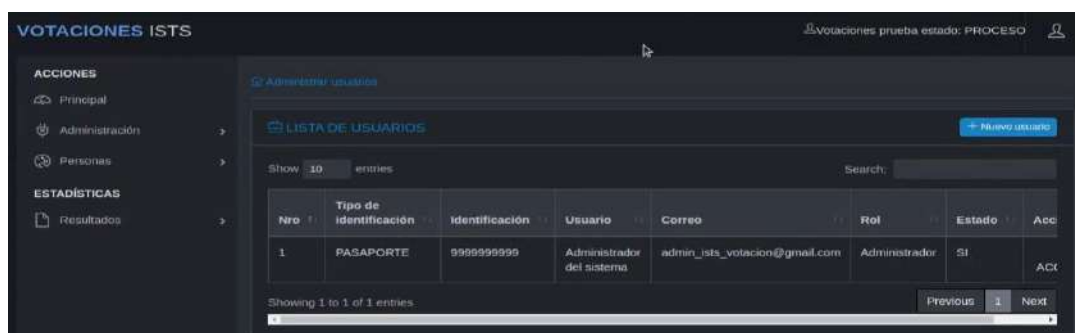 VOTACIONES ISTS
Votaciones prueba estado: PROCESO
ACCIONES
Principal
Administración
Personas
ESTADÍSTICAS
Resultados
Administrar usuarios
LISTA DE USUARIOS
+ Nuevo usuario
Show 10 entries
Search:
Nro Tipo de identificación Identificación Usuario Correo Rol Estado Acc
1 PASAPORTE 9999999999 Administrador del sistema admin_ists_votacion@gmail.com Administrador SI ACC
Showing 1 to 1 of 1 entries
Previous 1 Next